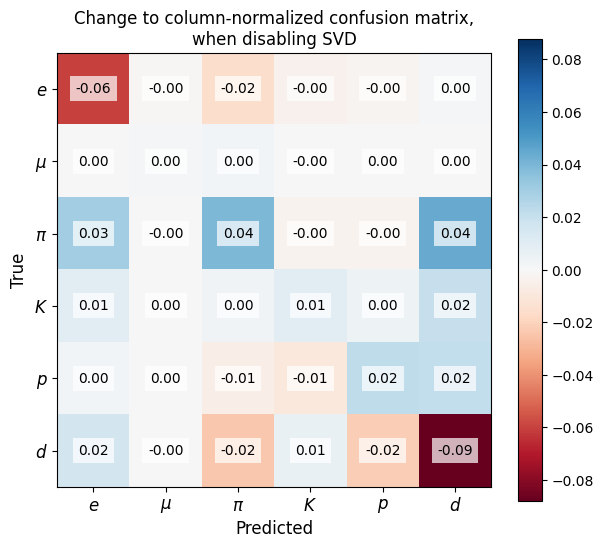 Change to column-normalized confusion matrix,
when disabling SVD
e -0.06 -0.00 -0.02 -0.00 -0.00 0.00
μ 0.00 0.00 0.00 -0.00 0.00 0.00
π 0.03 -0.00 0.04 -0.00 -0.00 0.04
K 0.01 0.00 0.00 0.01 0.00 0.02
p 0.00 0.00 -0.01 -0.01 0.02 0.02
d 0.02 -0.00 -0.02 0.01 -0.02 -0.09
e μ π K p d
Predicted
True
0.08
0.06
0.04
0.02
0.00
−0.02
−0.04
−0.06
−0.08